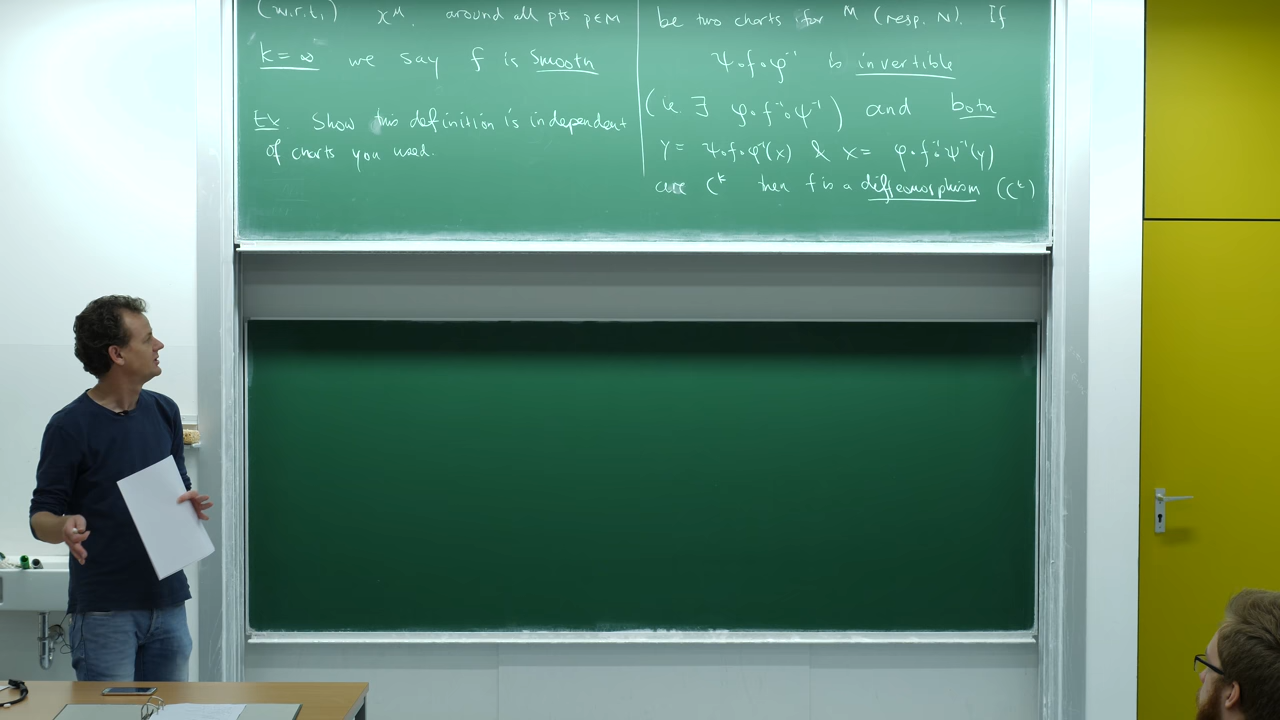 (w.r.t.) x^μ, around all pts p∈M
k=∞ we say f is smooth
Ex. Show this definition is independent
of charts you used.
be two charts for M (resp. N). If
ψ∘f∘φ⁻¹ is invertible
(ie. ∃ φ∘f⁻¹∘ψ⁻¹) and both
y = ψ∘f∘φ⁻¹(x) & x = φ∘f⁻¹∘ψ⁻¹(y)
are C^k then f is a diffeomorphism (C^k)